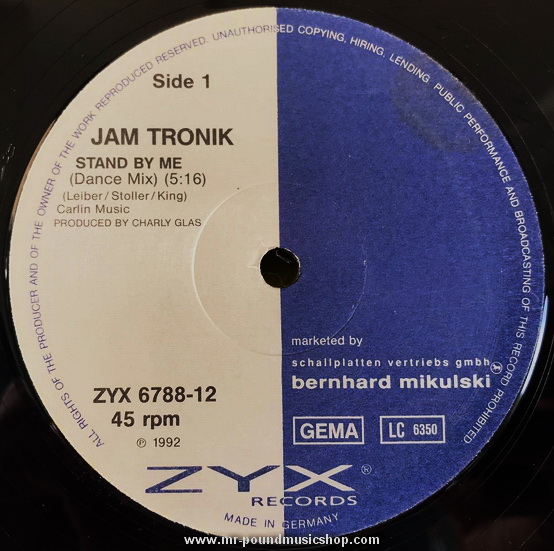 ALL RIGHTS OF THE PRODUCER AND OF THE OWNER OF THE WORK REPRODUCED RESERVED. UNAUTHORISED COPYING, HIRING, LENDING, PUBLIC PERFORMANCE AND BROADCASTING OF THIS RECORD PROHIBITED
Side 1
JAM TRONIK
STAND BY ME
(Dance Mix) (5:16)
(Leiber/Stoller/King)
Carlin Music
PRODUCED BY CHARLY GLAS
marketed by
schallplatten vertriebs gmbh
bernhard mikulski
ZYX 6788-12
45 rpm
℗ 1992
GEMA
LC 6350
ZYX®
RECORDS
MADE IN GERMANY
www.mr-poundmusicshop.com